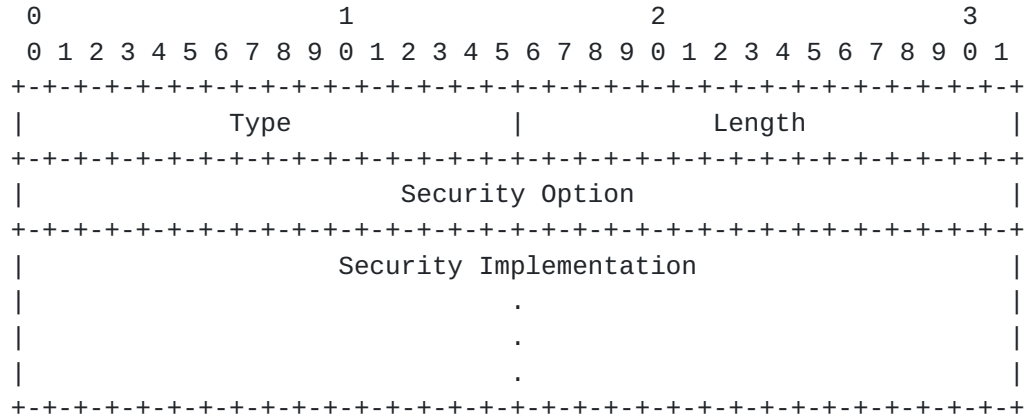 0                   1                   2                   3
 0 1 2 3 4 5 6 7 8 9 0 1 2 3 4 5 6 7 8 9 0 1 2 3 4 5 6 7 8 9 0 1
+-+-+-+-+-+-+-+-+-+-+-+-+-+-+-+-+-+-+-+-+-+-+-+-+-+-+-+-+-+-+-+-+
|             Type              |            Length             |
+-+-+-+-+-+-+-+-+-+-+-+-+-+-+-+-+-+-+-+-+-+-+-+-+-+-+-+-+-+-+-+-+
|                        Security Option                        |
+-+-+-+-+-+-+-+-+-+-+-+-+-+-+-+-+-+-+-+-+-+-+-+-+-+-+-+-+-+-+-+-+
|                    Security Implementation                    |
|                               .                               |
|                               .                               |
|                               .                               |
+-+-+-+-+-+-+-+-+-+-+-+-+-+-+-+-+-+-+-+-+-+-+-+-+-+-+-+-+-+-+-+-+